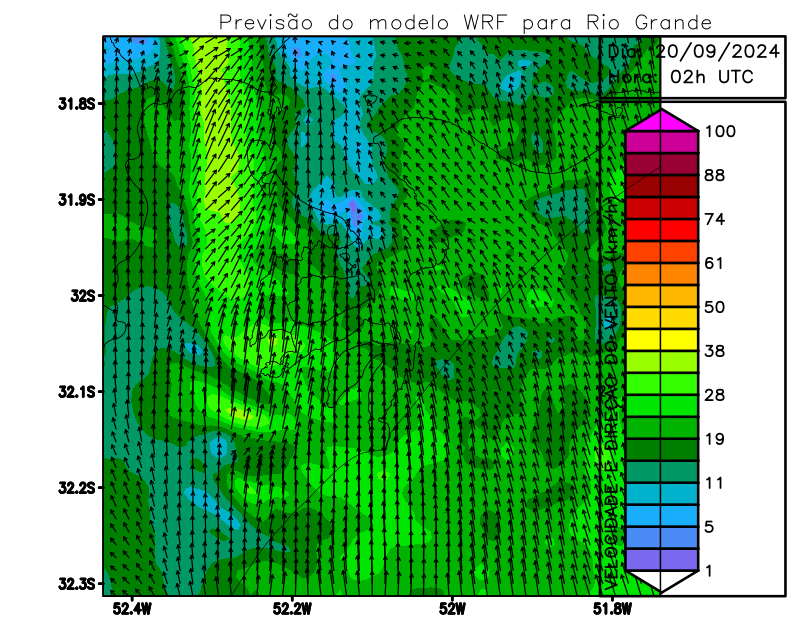 Previsão do modelo WRF para Rio Grande
Dia: 20/09/2024
Hora: 02h UTC
31.8S
31.9S
32S
32.1S
32.2S
32.3S
52.4W
52.2W
52W
51.8W
VELOCIDADE E DIREÇÃO DO VENTO (km/h)
100
88
74
61
50
38
28
19
11
5
1